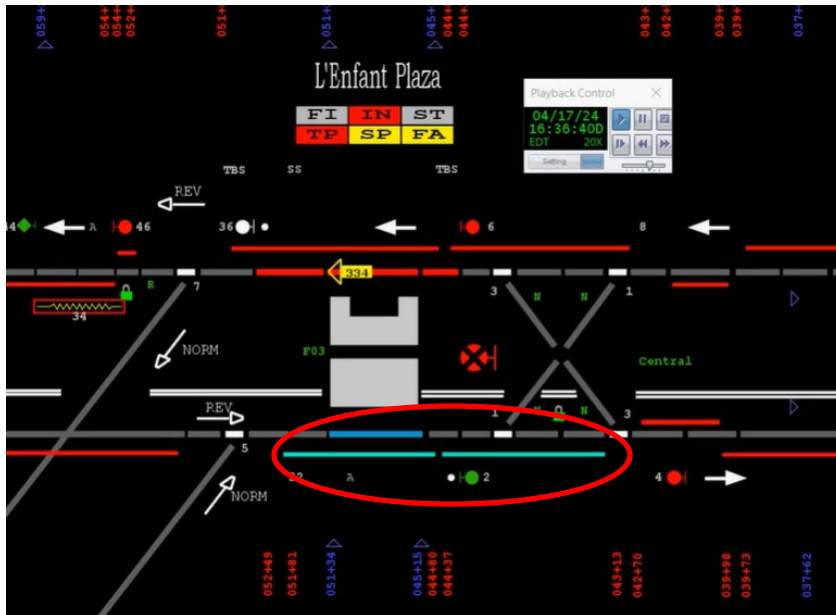 059+
054+
054+
052+
051+
051+
045+
044+
044+
043+
042+
039+
039+
037+
L'Enfant Plaza
FI IN ST
TP SP FA
Playback Control
04/17/24
16:36:40D
EDT 20X
Setting
TBS SS TBS
REV
A 46 36 6 8
334
7 3 1
R N N
34
NORM F03 Central
REV
1 N N 3
5
A 2 4
NORM
052+49
051+81
051+34
045+15
044+80
044+37
043+13
042+70
039+98
039+73
037+62